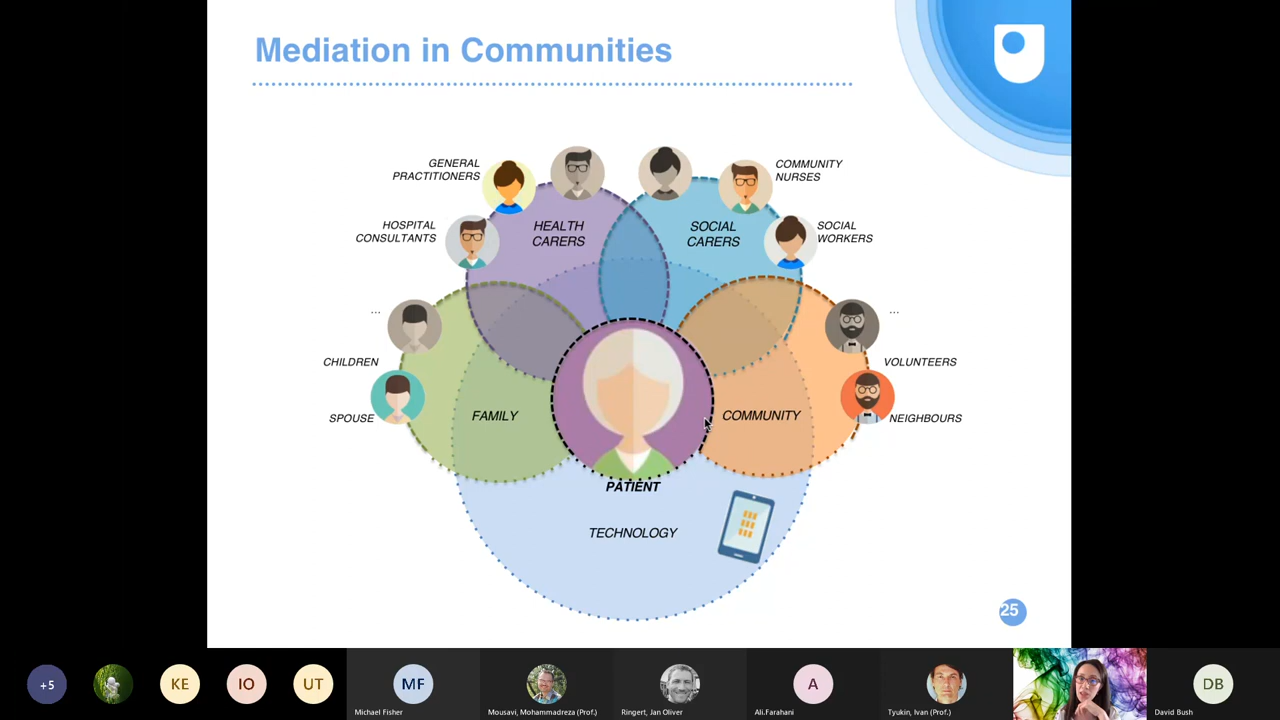 Mediation in Communities
GENERAL
PRACTITIONERS
COMMUNITY
NURSES
HOSPITAL
CONSULTANTS
HEALTH
CARERS
SOCIAL
CARERS
SOCIAL
WORKERS
...
...
CHILDREN
VOLUNTEERS
SPOUSE
FAMILY
COMMUNITY
NEIGHBOURS
PATIENT
TECHNOLOGY
25
+5
KE
IO
UT
MF
A
DB
Michael Fisher
Mousavi, Mohammadreza (Prof.)
Ringert, Jan Oliver
Ali.Farahani
Tyukin, Ivan (Prof.)
David Bush